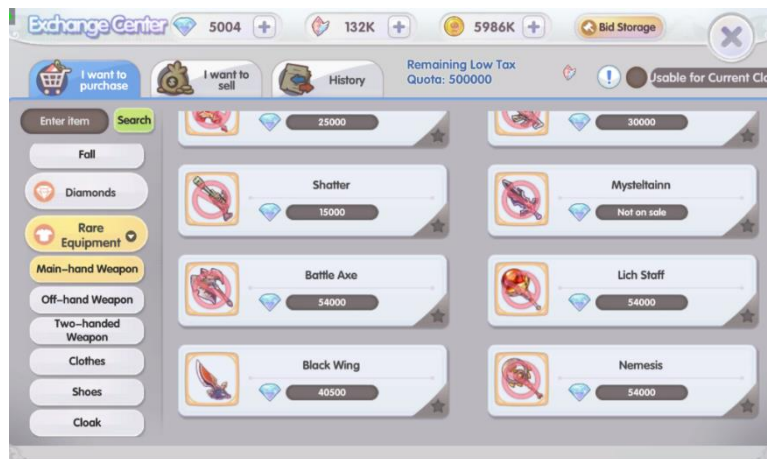 Exchange Center 5004 + 132K + 5986K + Bid Storage
I want to
purchase
I want to
sell
History
Remaining Low Tax
Quota: 500000
Usable for Current Cla
Enter item
Search
Fall
Diamonds
Rare
Equipment
Main-hand Weapon
Off-hand Weapon
Two-handed
Weapon
Clothes
Shoes
Cloak
25000
30000
Shatter
15000
Mysteltainn
Not on sale
Battle Axe
54000
Lich Staff
54000
Black Wing
40500
Nemesis
54000